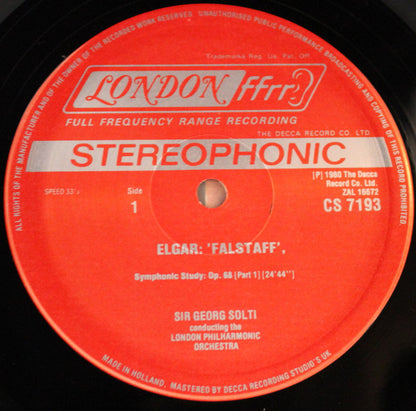 ALL RIGHTS OF THE MANUFACTURER AND OF THE OWNER OF THE RECORDED WORK RESERVED. UNAUTHORISED PUBLIC PERFORMANCE BROADCASTING AND COPYING OF THIS RECORD PROHIBITED.
Trademarks Reg. Us. Pat. Off
LONDON ffrr
FULL FREQUENCY RANGE RECORDING
THE DECCA RECORD CO. LTD.
STEREOPHONIC
SPEED 33⅓
Side
1
[P] 1980 The Decca
Record Co. Ltd.
ZAL 16672
CS 7193
ELGAR: 'FALSTAFF',
Symphonic Study: Op. 68 [Part 1] [24'44"]
SIR GEORG SOLTI
conducting the
LONDON PHILHARMONIC
ORCHESTRA
MADE IN HOLLAND, MASTERED BY DECCA RECORDING STUDIO'S UK